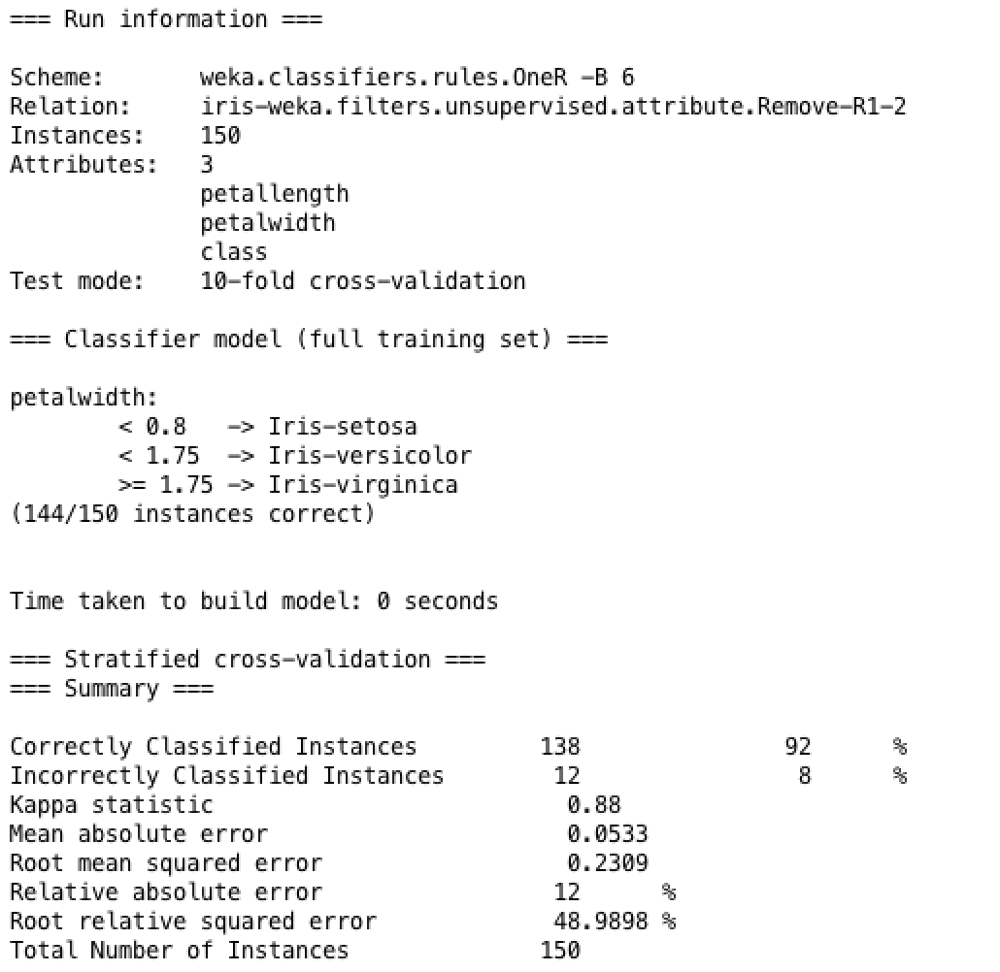 === Run information ===
Scheme: weka.classifiers.rules.OneR -B 6
Relation: iris-weka.filters.unsupervised.attribute.Remove-R1-2
Instances: 150
Attributes: 3
petallength
petalwidth
class
Test mode: 10-fold cross-validation
=== Classifier model (full training set) ===
petalwidth:
< 0.8 -> Iris-setosa
< 1.75 -> Iris-versicolor
>= 1.75 -> Iris-virginica
(144/150 instances correct)
Time taken to build model: 0 seconds
=== Stratified cross-validation ===
=== Summary ===
Correctly Classified Instances 138 92 %
Incorrectly Classified Instances 12 8 %
Kappa statistic 0.88
Mean absolute error 0.0533
Root mean squared error 0.2309
Relative absolute error 12 %
Root relative squared error 48.9898 %
Total Number of Instances 150